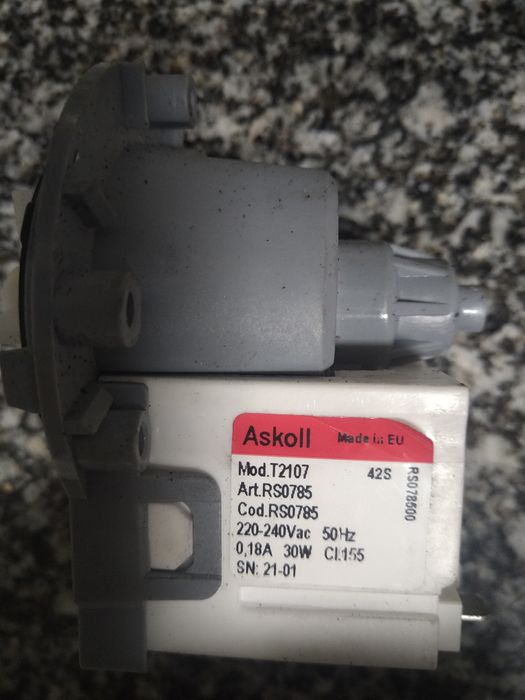 Askoll Made in EU
Mod.T2107 42S
Art.RS0785
Cod.RS0785
220-240Vac 50Hz
0,18A 30W Cl.155
SN: 21-01
RS078500